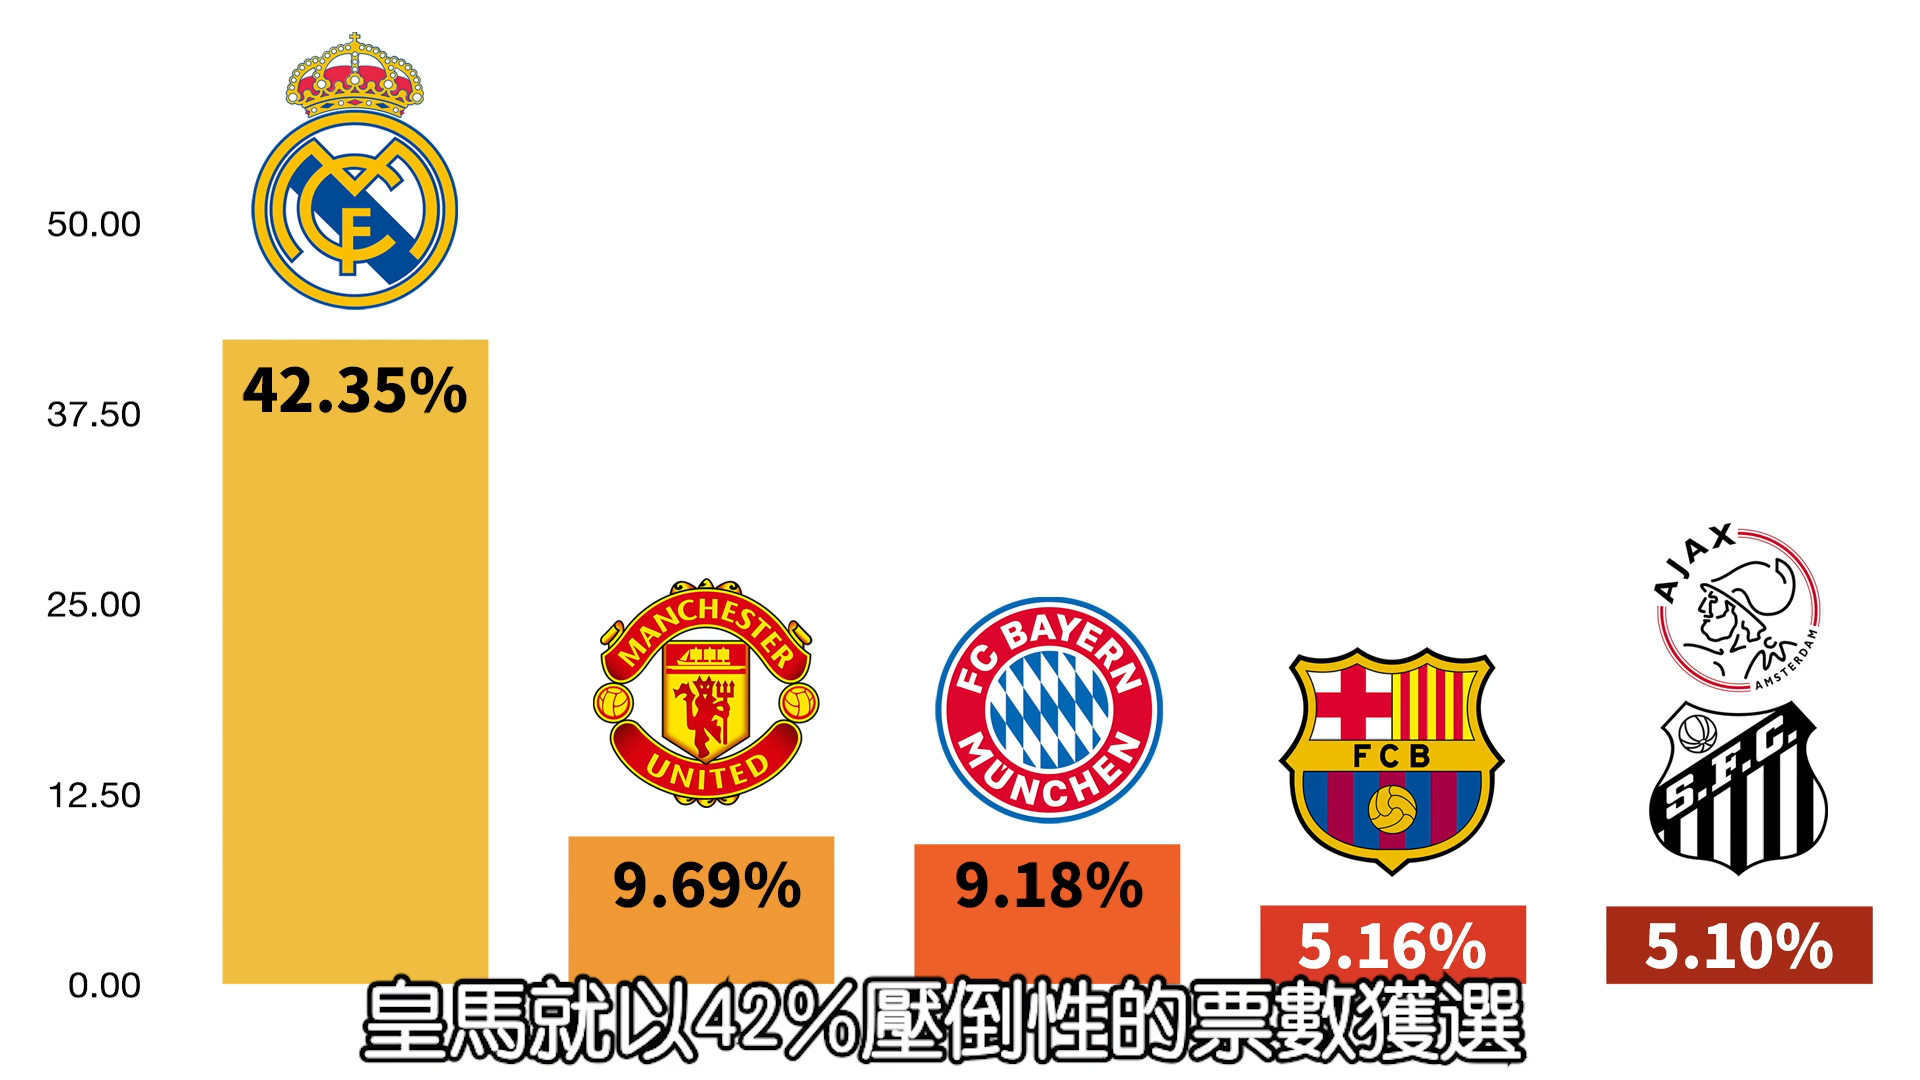 50.00
37.50
25.00
12.50
0.00
42.35%
MANCHESTER
UNITED
9.69%
FC BAYERN
MÜNCHEN
9.18%
FCB
5.16%
AJAX
AMSTERDAM
S.F.C.
5.10%
皇馬就以42%壓倒性的票數獲選